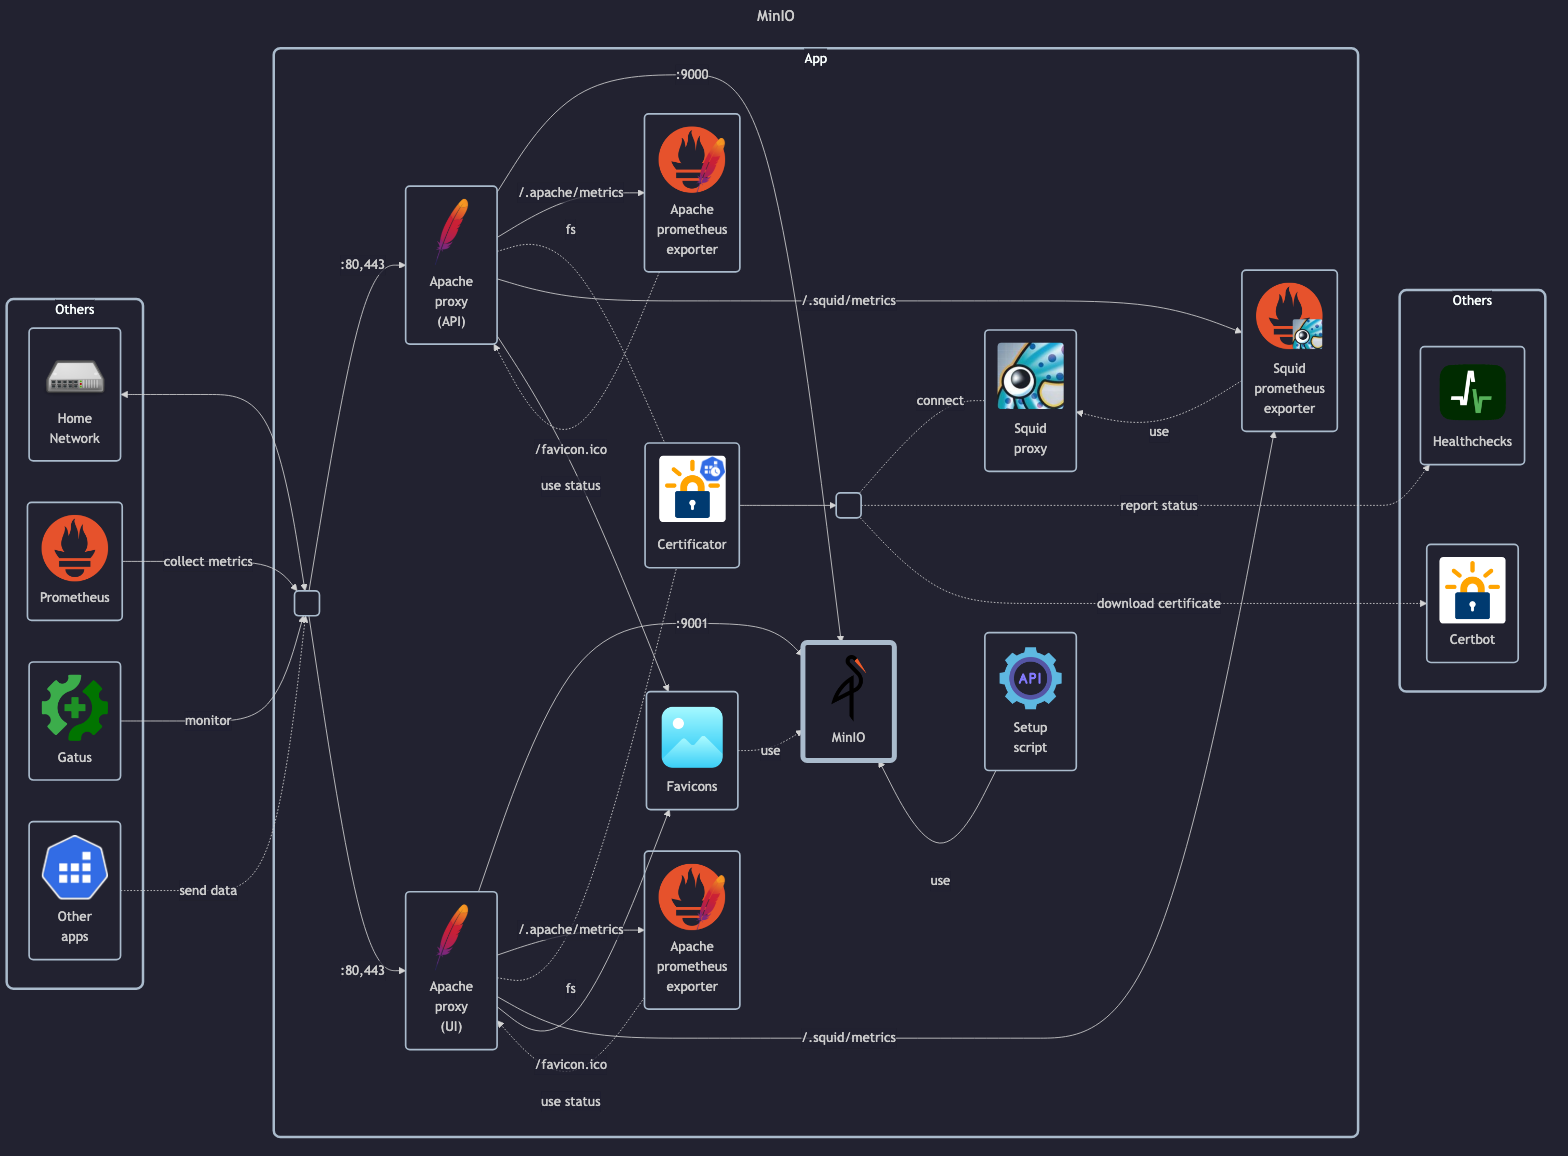 MinIO
App
:9000
Apache
prometheus
exporter
/.apache/metrics
fs
Apache
proxy
(API)
:80,443
/.squid/metrics
Squid
prometheus
exporter
use
Squid
proxy
connect
/favicon.ico
use status
Certificator
report status
download certificate
Others
Home
Network
Prometheus
collect metrics
Gatus
monitor
Other
apps
send data
Others
Healthchecks
Certbot
:9001
MinIO
API
Setup
script
use
Favicons
use
Apache
prometheus
exporter
/.apache/metrics
fs
Apache
proxy
(UI)
:80,443
/.squid/metrics
/favicon.ico
use status